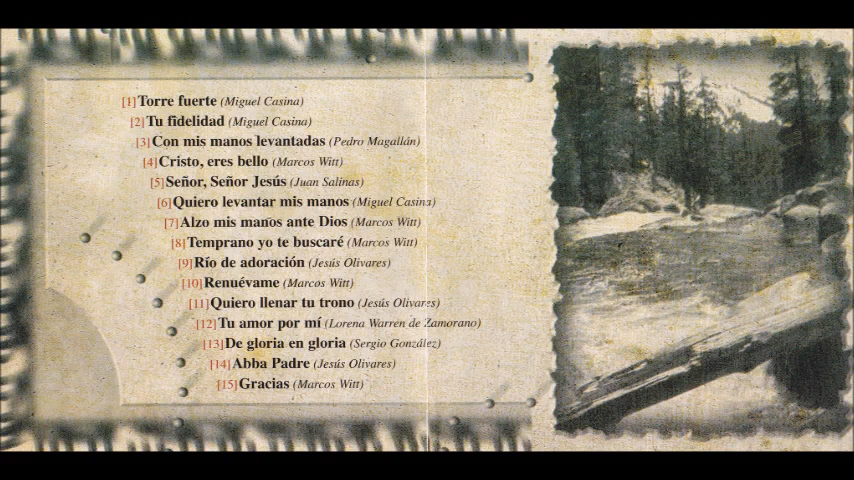 [1] Torre fuerte (Miguel Casina)
[2] Tu fidelidad (Miguel Casina)
[3] Con mis manos levantadas (Pedro Magallán)
[4] Cristo, eres bello (Marcos Witt)
[5] Señor, Señor Jesús (Juan Salinas)
[6] Quiero levantar mis manos (Miguel Casina)
[7] Alzo mis manos ante Dios (Marcos Witt)
[8] Temprano yo te buscaré (Marcos Witt)
[9] Río de adoración (Jesús Olivares)
[10] Renuévame (Marcos Witt)
[11] Quiero llenar tu trono (Jesús Olivares)
[12] Tu amor por mí (Lorena Warren de Zamorano)
[13] De gloria en gloria (Sergio González)
[14] Abba Padre (Jesús Olivares)
[15] Gracias (Marcos Witt)